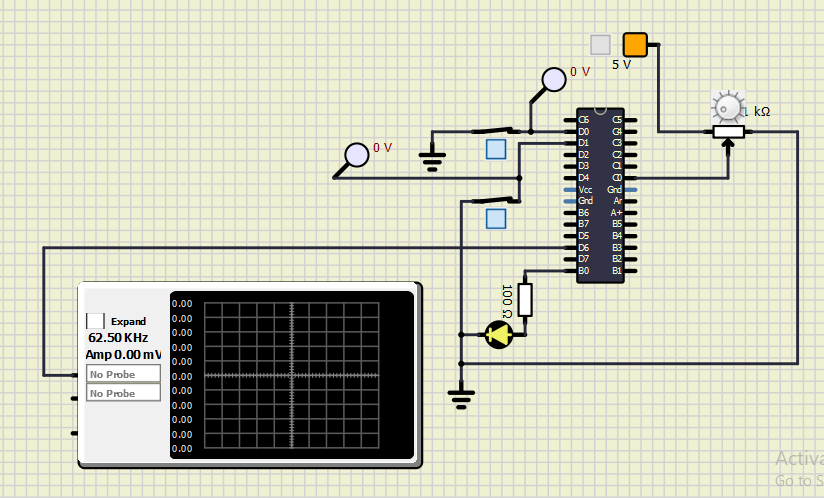 0 V
5 V
1 kΩ
0 V
C6 C5
D0 C4
D1 C3
D2 C2
D3 C1
D4 C0
Vcc Gnd
Gnd Ar
B6 A+
B7 B5
D5 B4
D6 B3
D7 B2
B0 B1
100 Ω
Expand
62.50 KHz
Amp 0.00 mV
No Probe
No Probe
0.00
0.00
0.00
0.00
0.00
0.00
0.00
0.00
0.00
0.00
0.00
Activa
Go to S